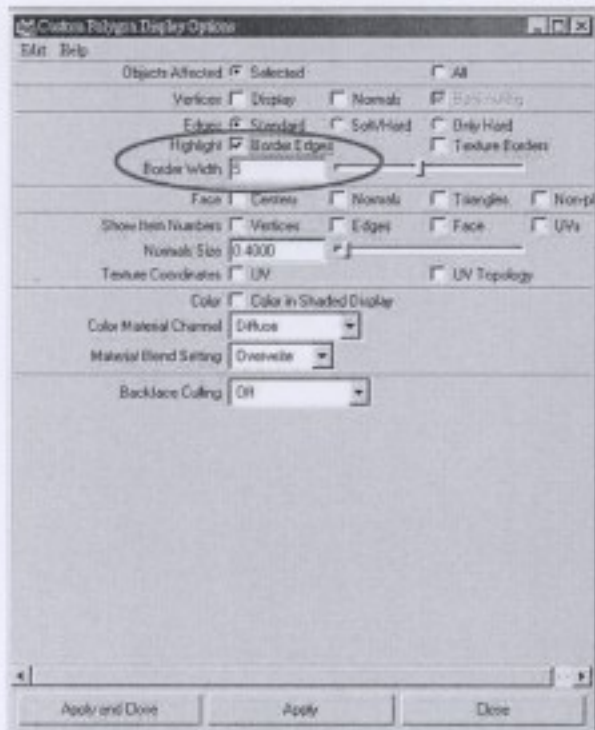 Custom Polygon Display Options
Edit Help
Objects Affected Selected All
Vertices Display Normals Backculling
Edges Standard Soft/Hard Only Hard
Highlight Border Edges Texture Borders
Border Width 5
Face Centers Normals Triangles Non-pl
Show Item Numbers Vertices Edges Face UVs
Normals Size 0.4000
Texture Coordinates UV UV Topology
Color Color in Shaded Display
Color Material Channel Diffuse
Material Blend Setting Overwrite
Backface Culling Off
Apply and Close Apply Close